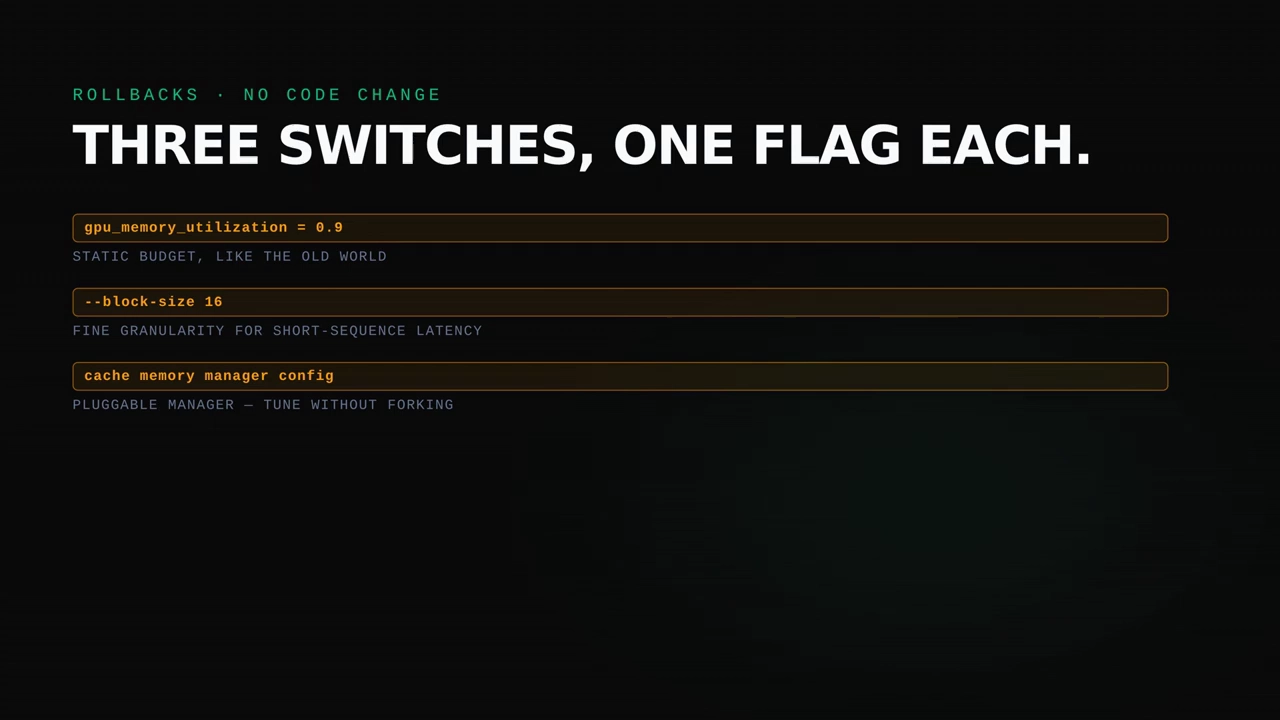 ROLLBACKS · NO CODE CHANGE
THREE SWITCHES, ONE FLAG EACH.
gpu_memory_utilization = 0.9
STATIC BUDGET, LIKE THE OLD WORLD
--block-size 16
FINE GRANULARITY FOR SHORT-SEQUENCE LATENCY
cache memory manager config
PLUGGABLE MANAGER — TUNE WITHOUT FORKING